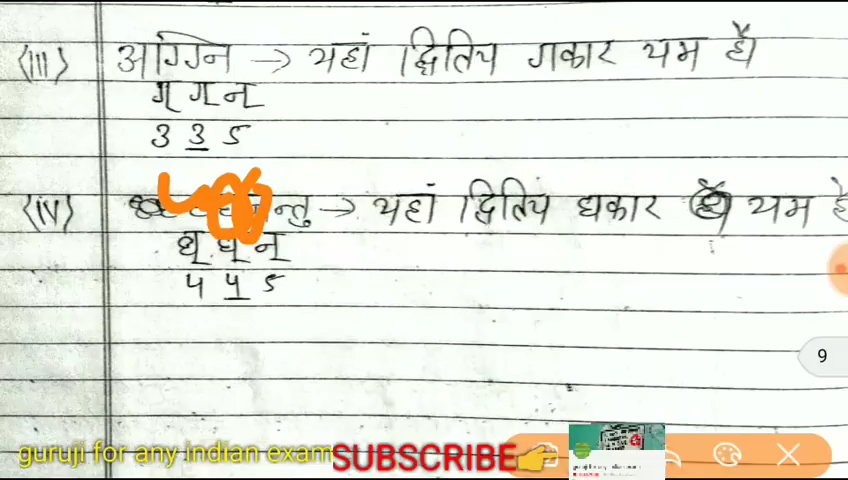 (III) अग्ग्नि -> यहां द्वितिय गकार यम है
ग् ग् न्
3 3 5
(IV) न्तु -> यहां द्वितिय घकार यम है
घ् घ् न्
4 4 5
9
guruji for any indian exam
SUBSCRIBE